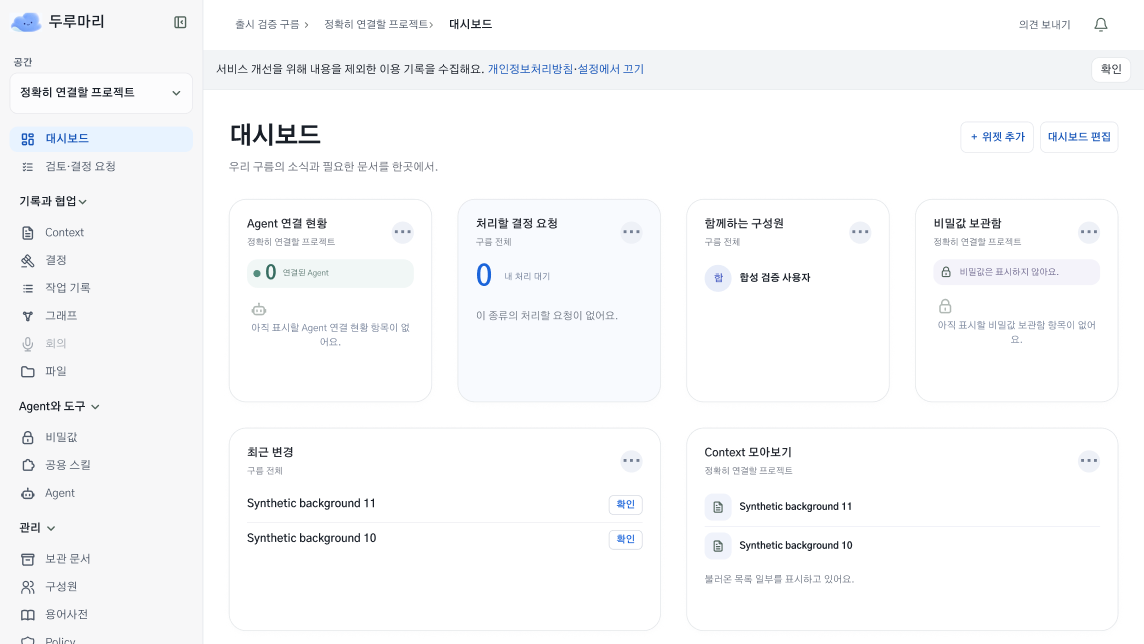 두루마리
공간
정확히 연결할 프로젝트
대시보드
검토·결정 요청
기록과 협업
Context
결정
작업 기록
그래프
회의
파일
Agent와 도구
비밀값
공용 스킬
Agent
관리
보관 문서
구성원
용어사전
Policy
출시 검증 구름 › 정확히 연결할 프로젝트› 대시보드
의견 보내기
서비스 개선을 위해 내용을 제외한 이용 기록을 수집해요. 개인정보처리방침·설정에서 끄기
확인
대시보드
우리 구름의 소식과 필요한 문서를 한곳에서.
+ 위젯 추가
대시보드 편집
Agent 연결 현황
정확히 연결할 프로젝트
0 연결된 Agent
아직 표시할 Agent 연결 현황 항목이 없
어요.
처리할 결정 요청
구름 전체
0 내 처리 대기
이 종류의 처리할 요청이 없어요.
함께하는 구성원
구름 전체
합 합성 검증 사용자
비밀값 보관함
정확히 연결할 프로젝트
비밀값은 표시하지 않아요.
아직 표시할 비밀값 보관함 항목이 없어
요.
최근 변경
구름 전체
Synthetic background 11 확인
Synthetic background 10 확인
Context 모아보기
정확히 연결할 프로젝트
Synthetic background 11
Synthetic background 10
불러온 목록 일부를 표시하고 있어요.